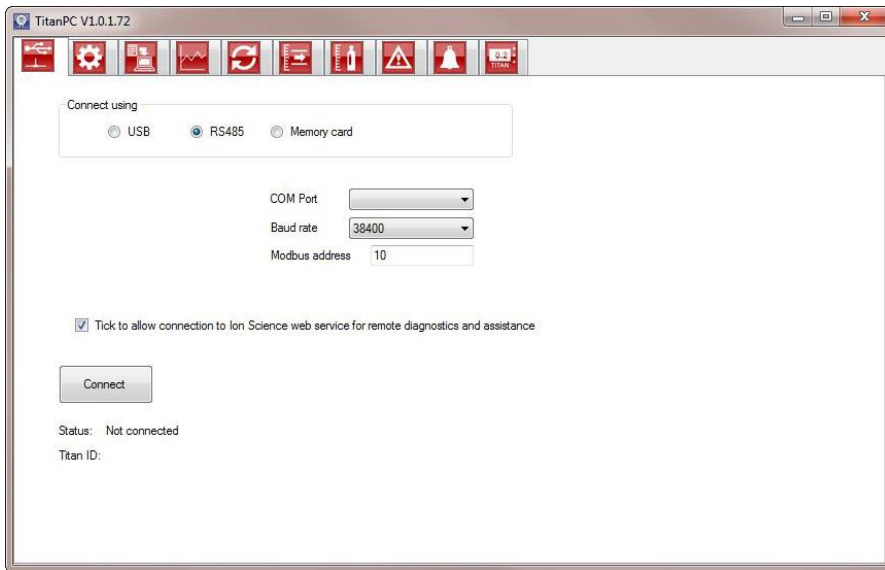 TitanPC V1.0.1.72
0.2
TITAN
Connect using
USB RS485 Memory card
COM Port
Baud rate 38400
Modbus address 10
Tick to allow connection to Ion Science web service for remote diagnostics and assistance
Connect
Status: Not connected
Titan ID: